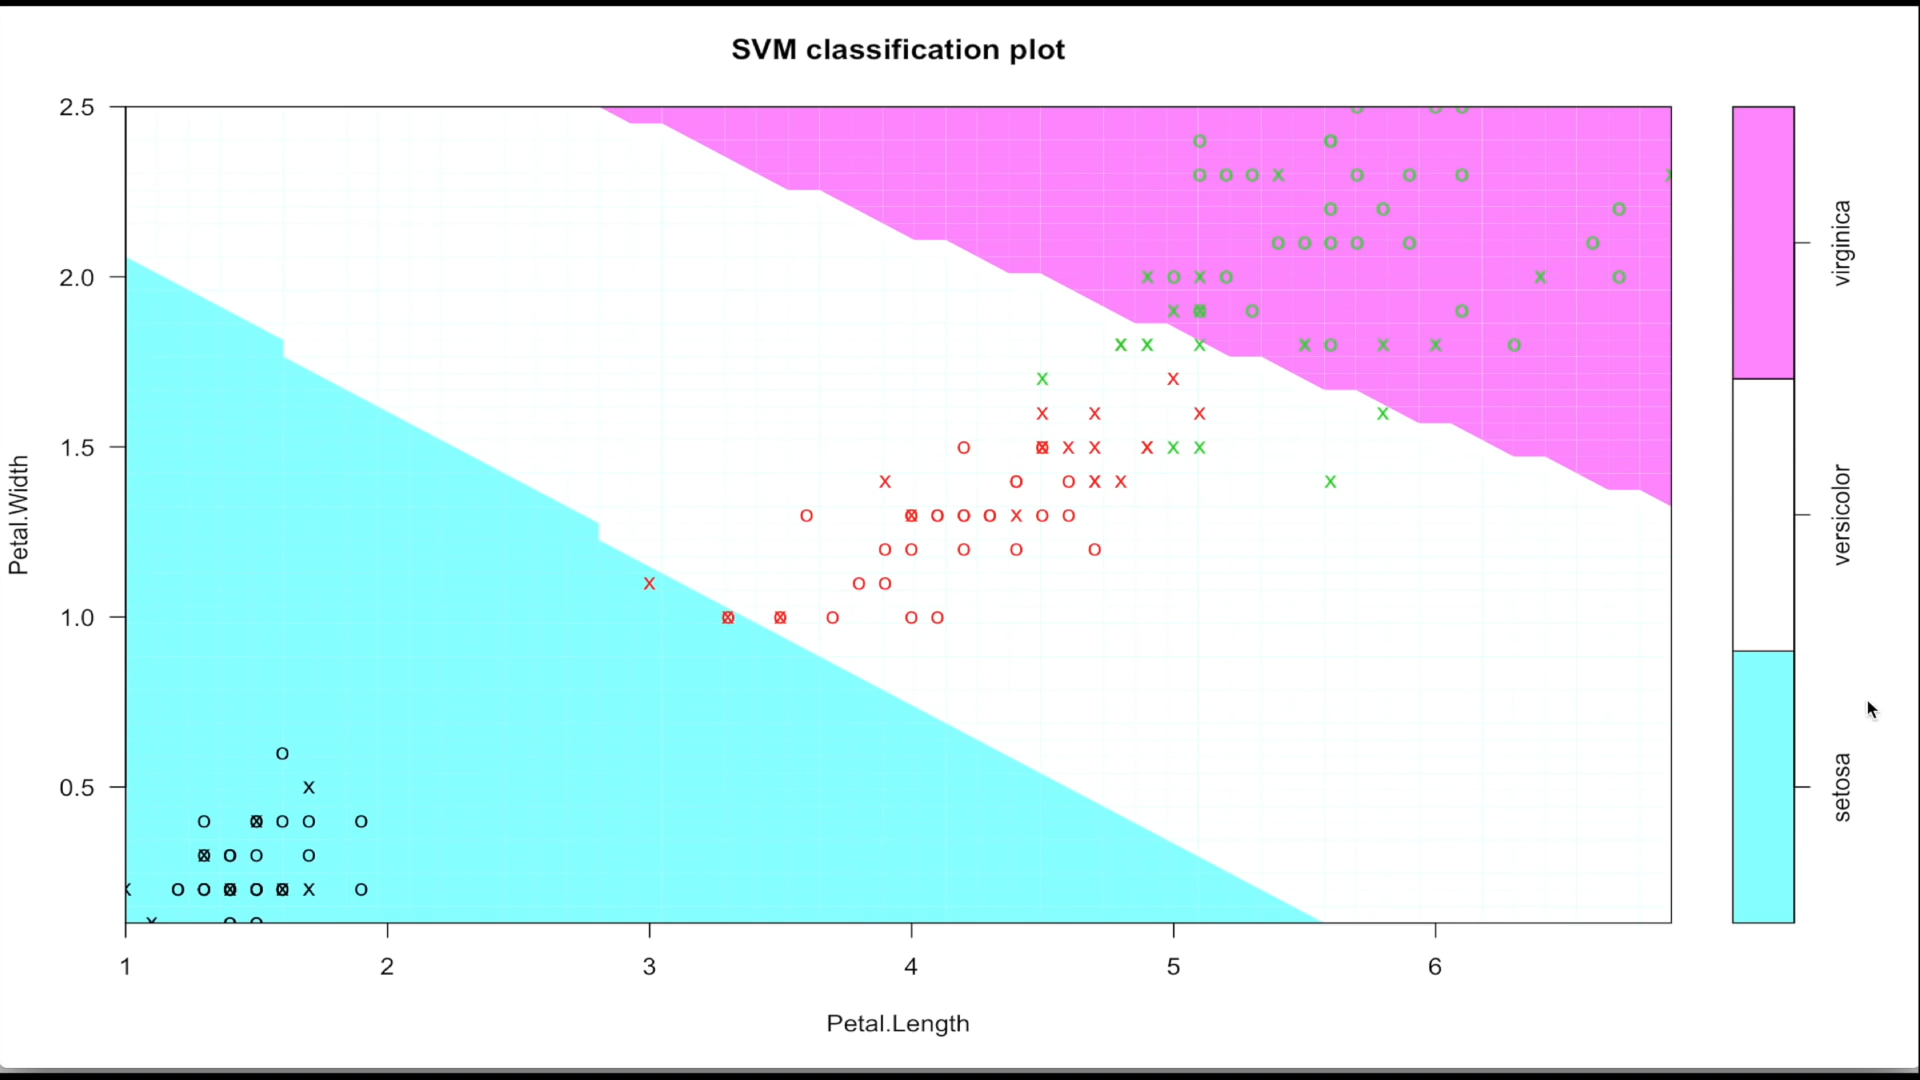 SVM classification plot
2.5
2.0
1.5
1.0
0.5
Petal.Width
1 2 3 4 5 6
Petal.Length
virginica
versicolor
setosa